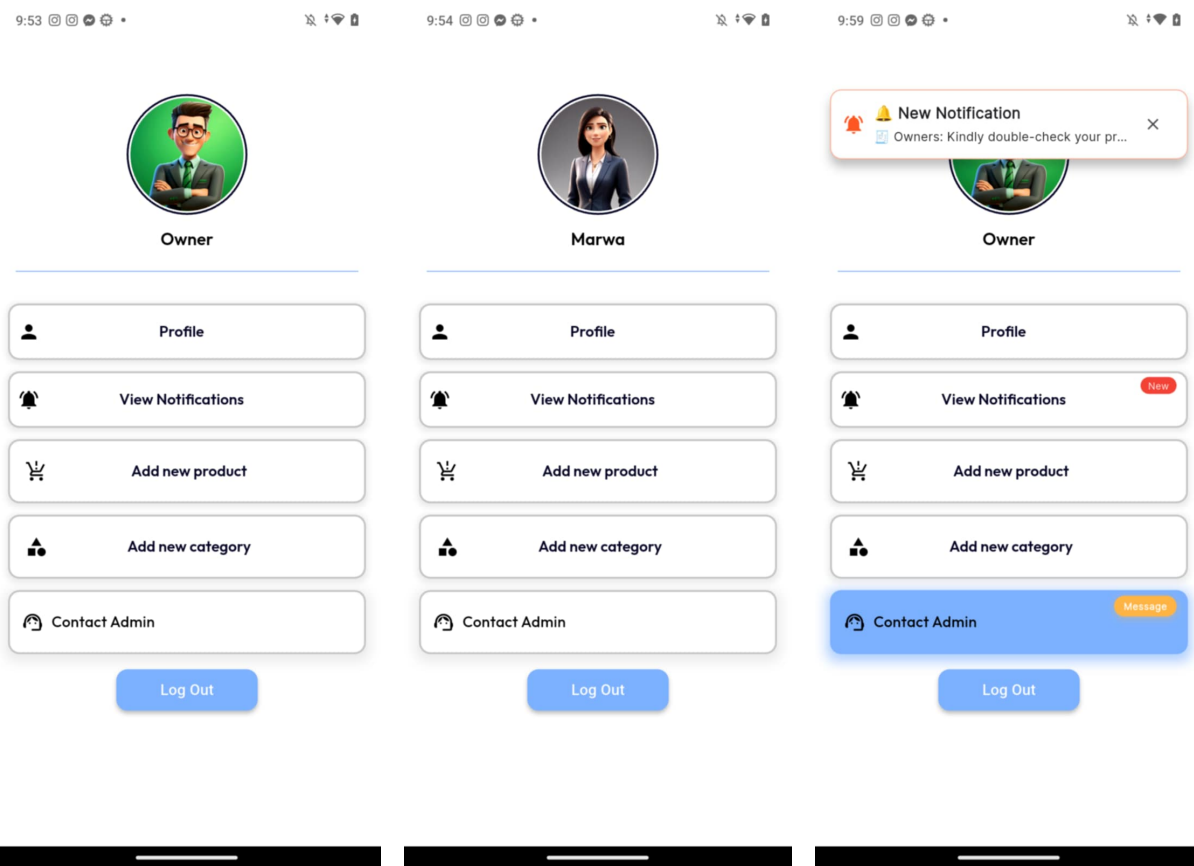 9:53
Owner
Profile
View Notifications
Add new product
Add new category
Contact Admin
Log Out
9:54
Marwa
Profile
View Notifications
Add new product
Add new category
Contact Admin
Log Out
9:59
🔔 New Notification
🧾 Owners: Kindly double-check your pr...
Owner
Profile
New
View Notifications
Add new product
Add new category
Message
Contact Admin
Log Out